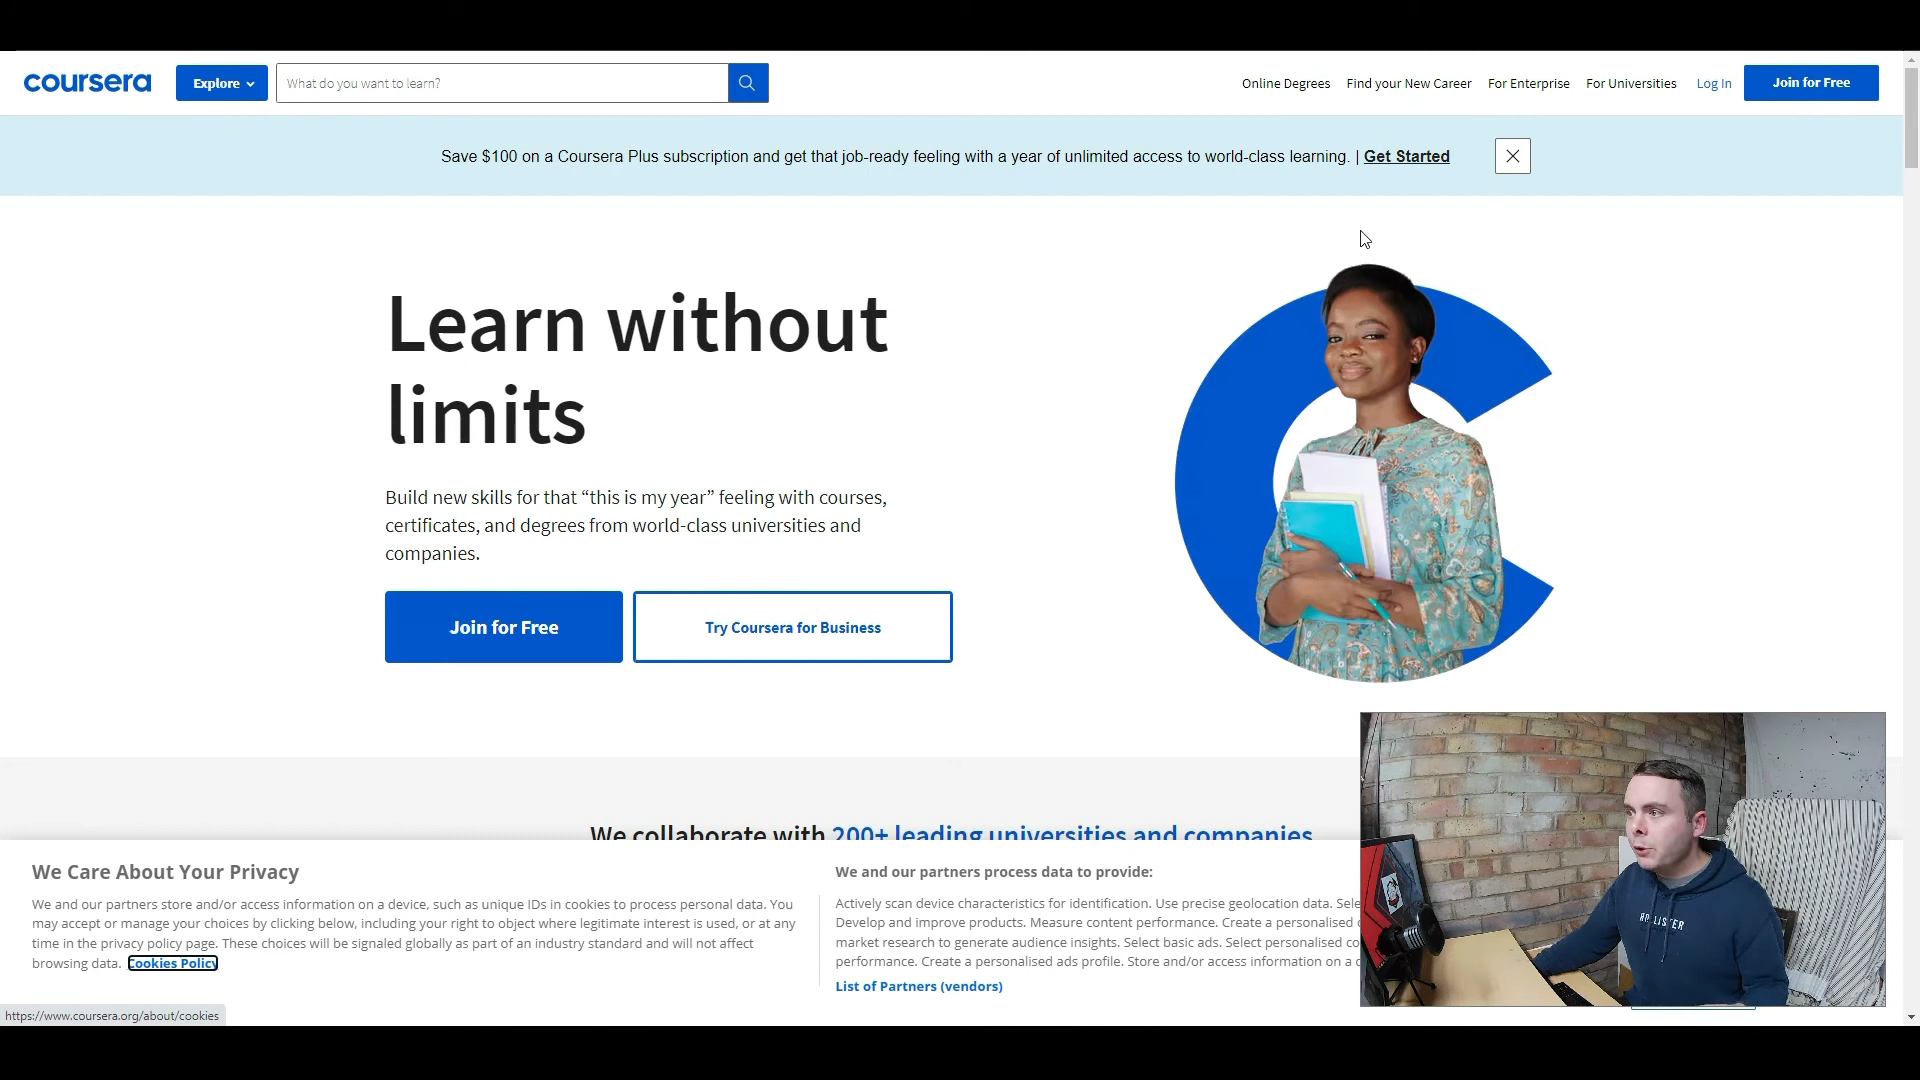 coursera
Explore
What do you want to learn?
Online Degrees
Find your New Career
For Enterprise
For Universities
Log In
Join for Free
Save $100 on a Coursera Plus subscription and get that job-ready feeling with a year of unlimited access to world-class learning. | Get Started
Learn without
limits
Build new skills for that “this is my year” feeling with courses,
certificates, and degrees from world-class universities and
companies.
Join for Free
Try Coursera for Business
We collaborate with 200+ leading universities and companies
We Care About Your Privacy
We and our partners store and/or access information on a device, such as unique IDs in cookies to process personal data. You
may accept or manage your choices by clicking below, including your right to object where legitimate interest is used, or at any
time in the privacy policy page. These choices will be signaled globally as part of an industry standard and will not affect
browsing data. Cookies Policy
We and our partners process data to provide:
Actively scan device characteristics for identification. Use precise geolocation data.
Develop and improve products. Measure content performance. Create a personalised
market research to generate audience insights. Select basic ads. Select personalised
performance. Create a personalised ads profile. Store and/or access information on a
List of Partners (vendors)
HOLLISTER
https://www.coursera.org/about/cookies